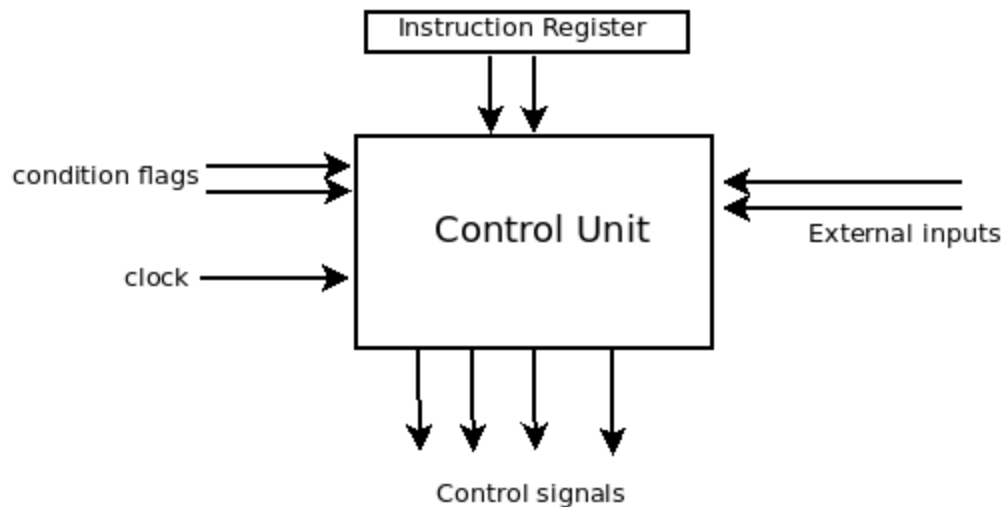 Instruction Register
condition flags
Control Unit
External inputs
clock
Control signals